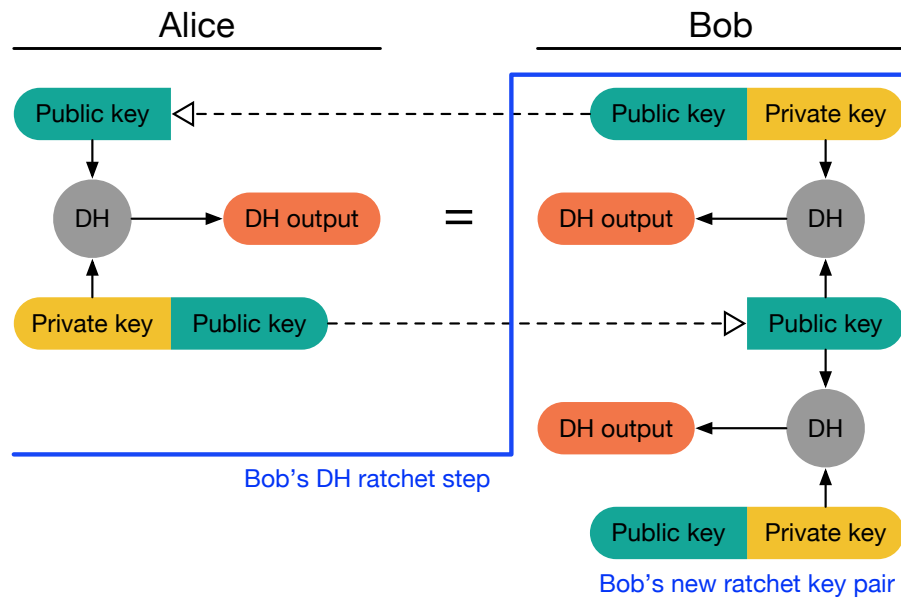 Alice
Bob
Public key
Public key
Private key
DH
DH output
=
DH output
DH
Private key
Public key
Public key
DH output
DH
Bob’s DH ratchet step
Public key
Private key
Bob’s new ratchet key pair